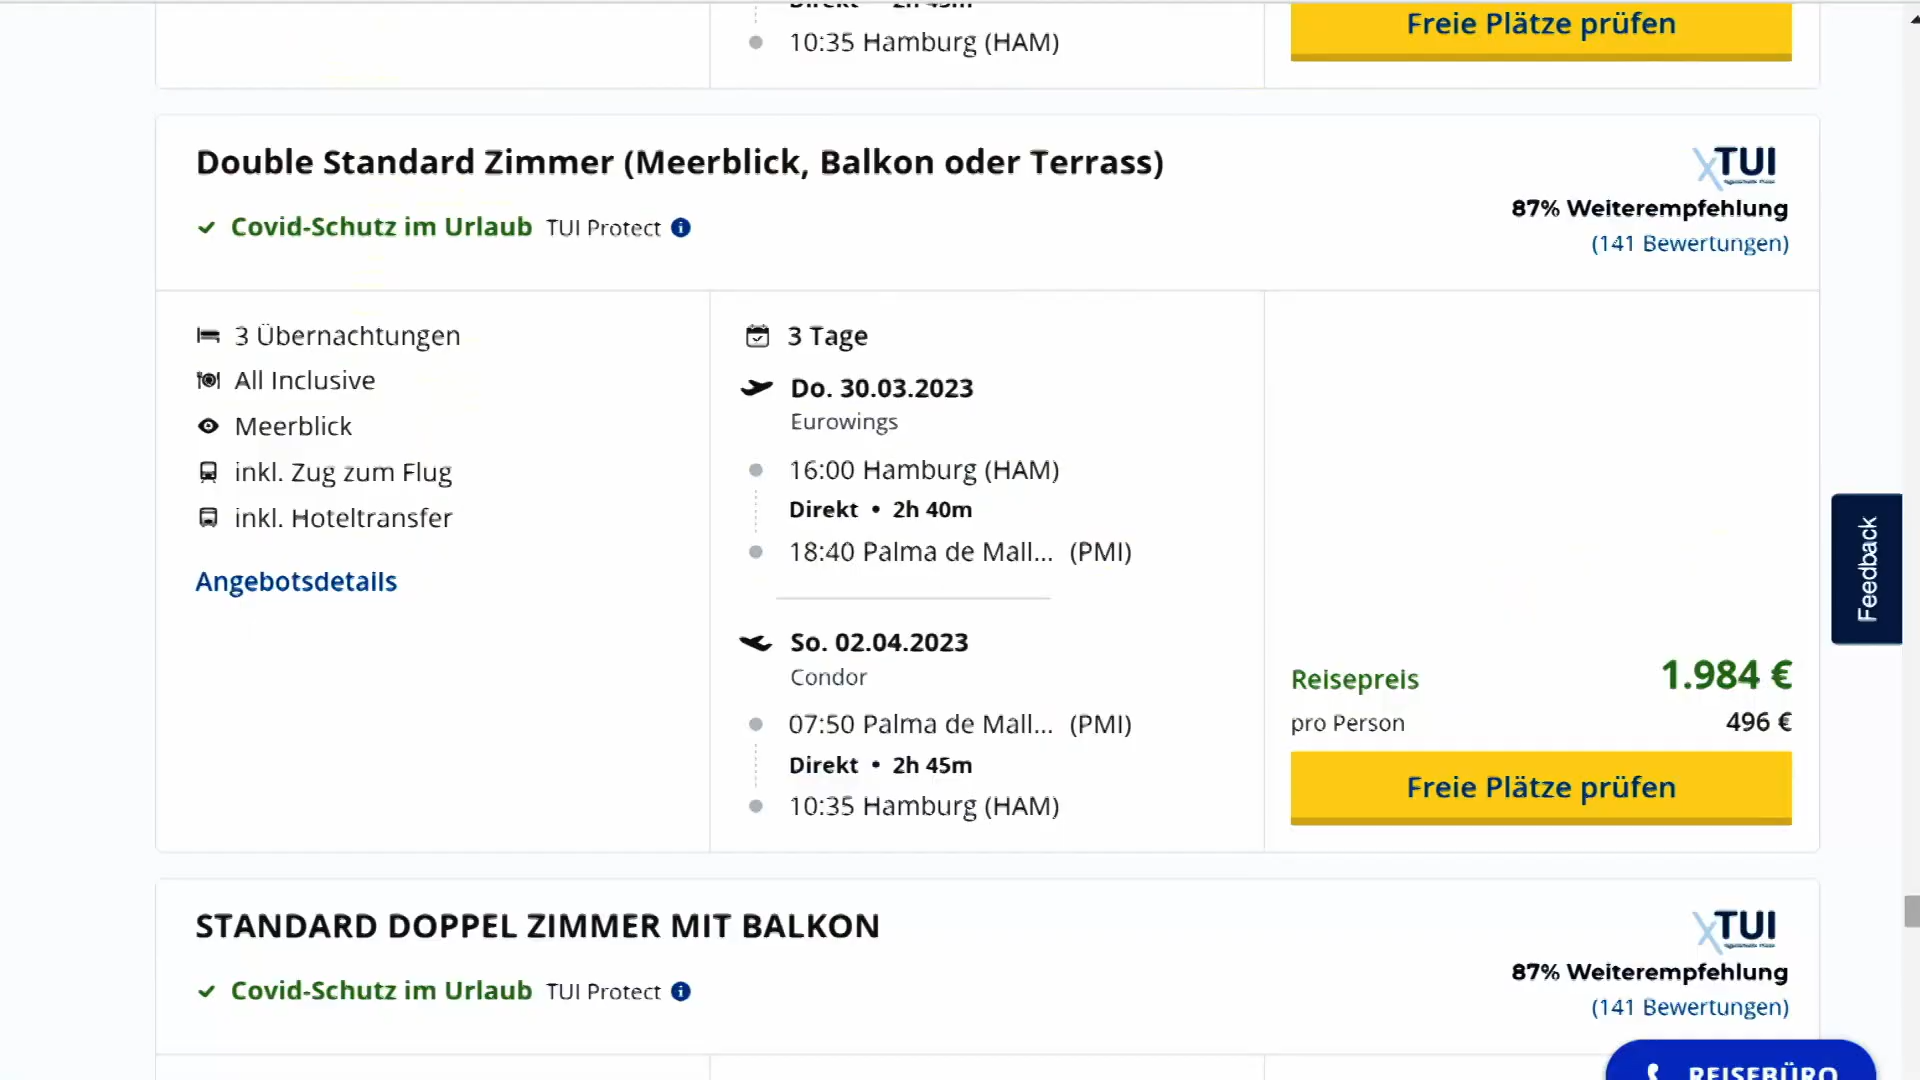 10:35 Hamburg (HAM)
Freie Plätze prüfen
Double Standard Zimmer (Meerblick, Balkon oder Terrass)
TUI
Covid-Schutz im Urlaub TUI Protect
87% Weiterempfehlung
(141 Bewertungen)
3 Übernachtungen
All Inclusive
Meerblick
inkl. Zug zum Flug
inkl. Hoteltransfer
Angebotsdetails
3 Tage
Do. 30.03.2023
Eurowings
16:00 Hamburg (HAM)
Direkt • 2h 40m
18:40 Palma de Mall... (PMI)
So. 02.04.2023
Condor
07:50 Palma de Mall... (PMI)
Direkt • 2h 45m
10:35 Hamburg (HAM)
Reisepreis 1.984 €
pro Person 496 €
Freie Plätze prüfen
Feedback
STANDARD DOPPEL ZIMMER MIT BALKON
TUI
Covid-Schutz im Urlaub TUI Protect
87% Weiterempfehlung
(141 Bewertungen)
REISEBÜRO